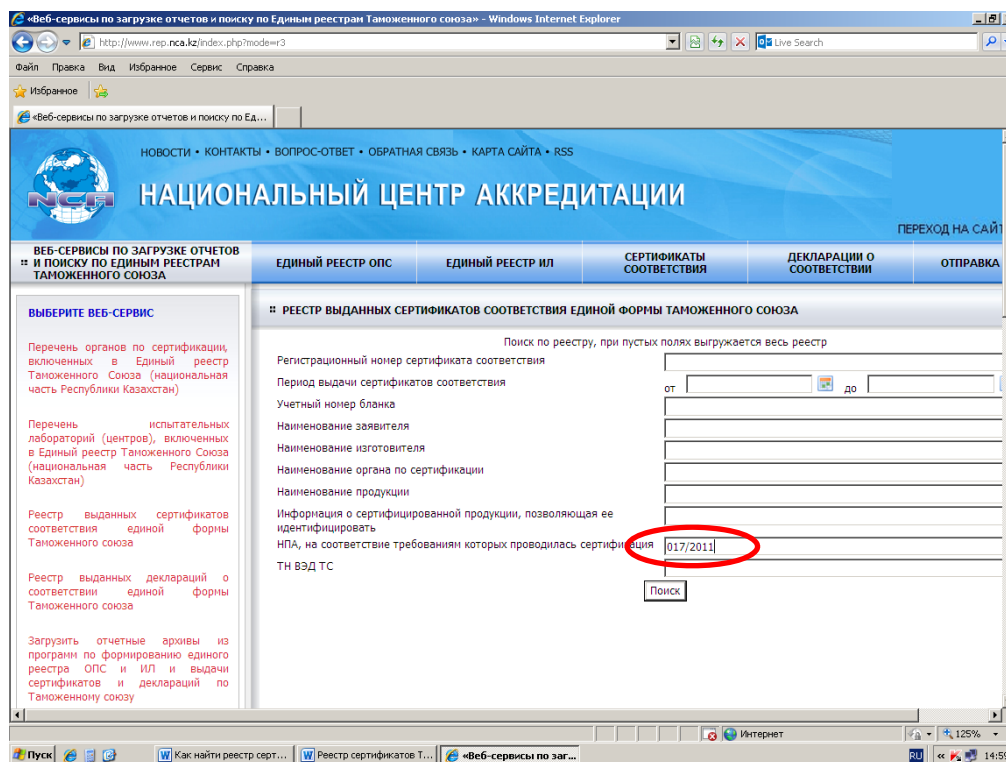 «Веб-сервисы по загрузке отчетов и поиску по Единым реестрам Таможенного союза» - Windows Internet Explorer
http://www.rep.nca.kz/index.php?mode=r3
Live Search
Файл Правка Вид Избранное Сервис Справка
Избранное
«Веб-сервисы по загрузке отчетов и поиску по Ед...
НОВОСТИ • КОНТАКТЫ • ВОПРОС-ОТВЕТ • ОБРАТНАЯ СВЯЗЬ • КАРТА САЙТА • RSS
NCA
НАЦИОНАЛЬНЫЙ ЦЕНТР АККРЕДИТАЦИИ
ПЕРЕХОД НА САЙТ
ВЕБ-СЕРВИСЫ ПО ЗАГРУЗКЕ ОТЧЕТОВ
И ПОИСКУ ПО ЕДИНЫМ РЕЕСТРАМ
ТАМОЖЕННОГО СОЮЗА
ЕДИНЫЙ РЕЕСТР ОПС
ЕДИНЫЙ РЕЕСТР ИЛ
СЕРТИФИКАТЫ
СООТВЕТСТВИЯ
ДЕКЛАРАЦИИ О
СООТВЕТСТВИИ
ОТПРАВКА
ВЫБЕРИТЕ ВЕБ-СЕРВИС
Перечень органов по сертификации,
включенных в Единый реестр
Таможенного Союза (национальная
часть Республики Казахстан)
Перечень испытательных
лабораторий (центров), включенных
в Единый реестр Таможенного Союза
(национальная часть Республики
Казахстан)
Реестр выданных сертификатов
соответствия единой формы
Таможенного союза
Реестр выданных деклараций о
соответствии единой формы
Таможенного союза
Загрузить отчетные архивы из
программ по формированию единого
реестра ОПС и ИЛ и выдачи
сертификатов и деклараций по
Таможенному союзу
РЕЕСТР ВЫДАННЫХ СЕРТИФИКАТОВ СООТВЕТСТВИЯ ЕДИНОЙ ФОРМЫ ТАМОЖЕННОГО СОЮЗА
Поиск по реестру, при пустых полях выгружается весь реестр
Регистрационный номер сертификата соответствия
Период выдачи сертификатов соответствия от до
Учетный номер бланка
Наименование заявителя
Наименование изготовителя
Наименование органа по сертификации
Наименование продукции
Информация о сертифицированной продукции, позволяющая ее
идентифицировать
НПА, на соответствие требованиям которых проводилась сертификация 017/2011
ТН ВЭД ТС
Поиск
Интернет
125%
Пуск
Как найти реестр серт...
Реестр сертификатов Т...
«Веб-сервисы по заг...
RU
14:59